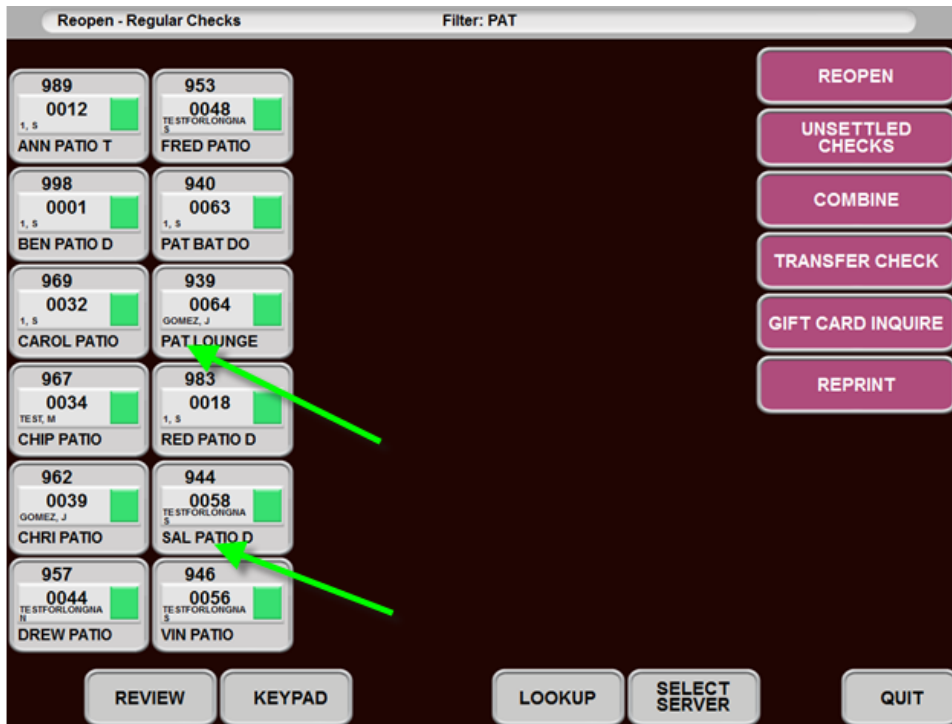 Reopen - Regular Checks
Filter: PAT
989
0012
1, S
ANN PATIO T
953
0048
TESTFORLONGNA
S
FRED PATIO
REOPEN
UNSETTLED
CHECKS
998
0001
1, S
BEN PATIO D
940
0063
1, S
PAT BAT DO
COMBINE
969
0032
1, S
CAROL PATIO
939
0064
GOMEZ, J
PAT LOUNGE
TRANSFER CHECK
GIFT CARD INQUIRE
967
0034
TEST, M
CHIP PATIO
983
0018
1, S
RED PATIO D
REPRINT
962
0039
GOMEZ, J
CHRI PATIO
944
0058
TESTFORLONGNA
S
SAL PATIO D
957
0044
TESTFORLONGNA
N
DREW PATIO
946
0056
TESTFORLONGNA
S
VIN PATIO
REVIEW
KEYPAD
LOOKUP
SELECT
SERVER
QUIT